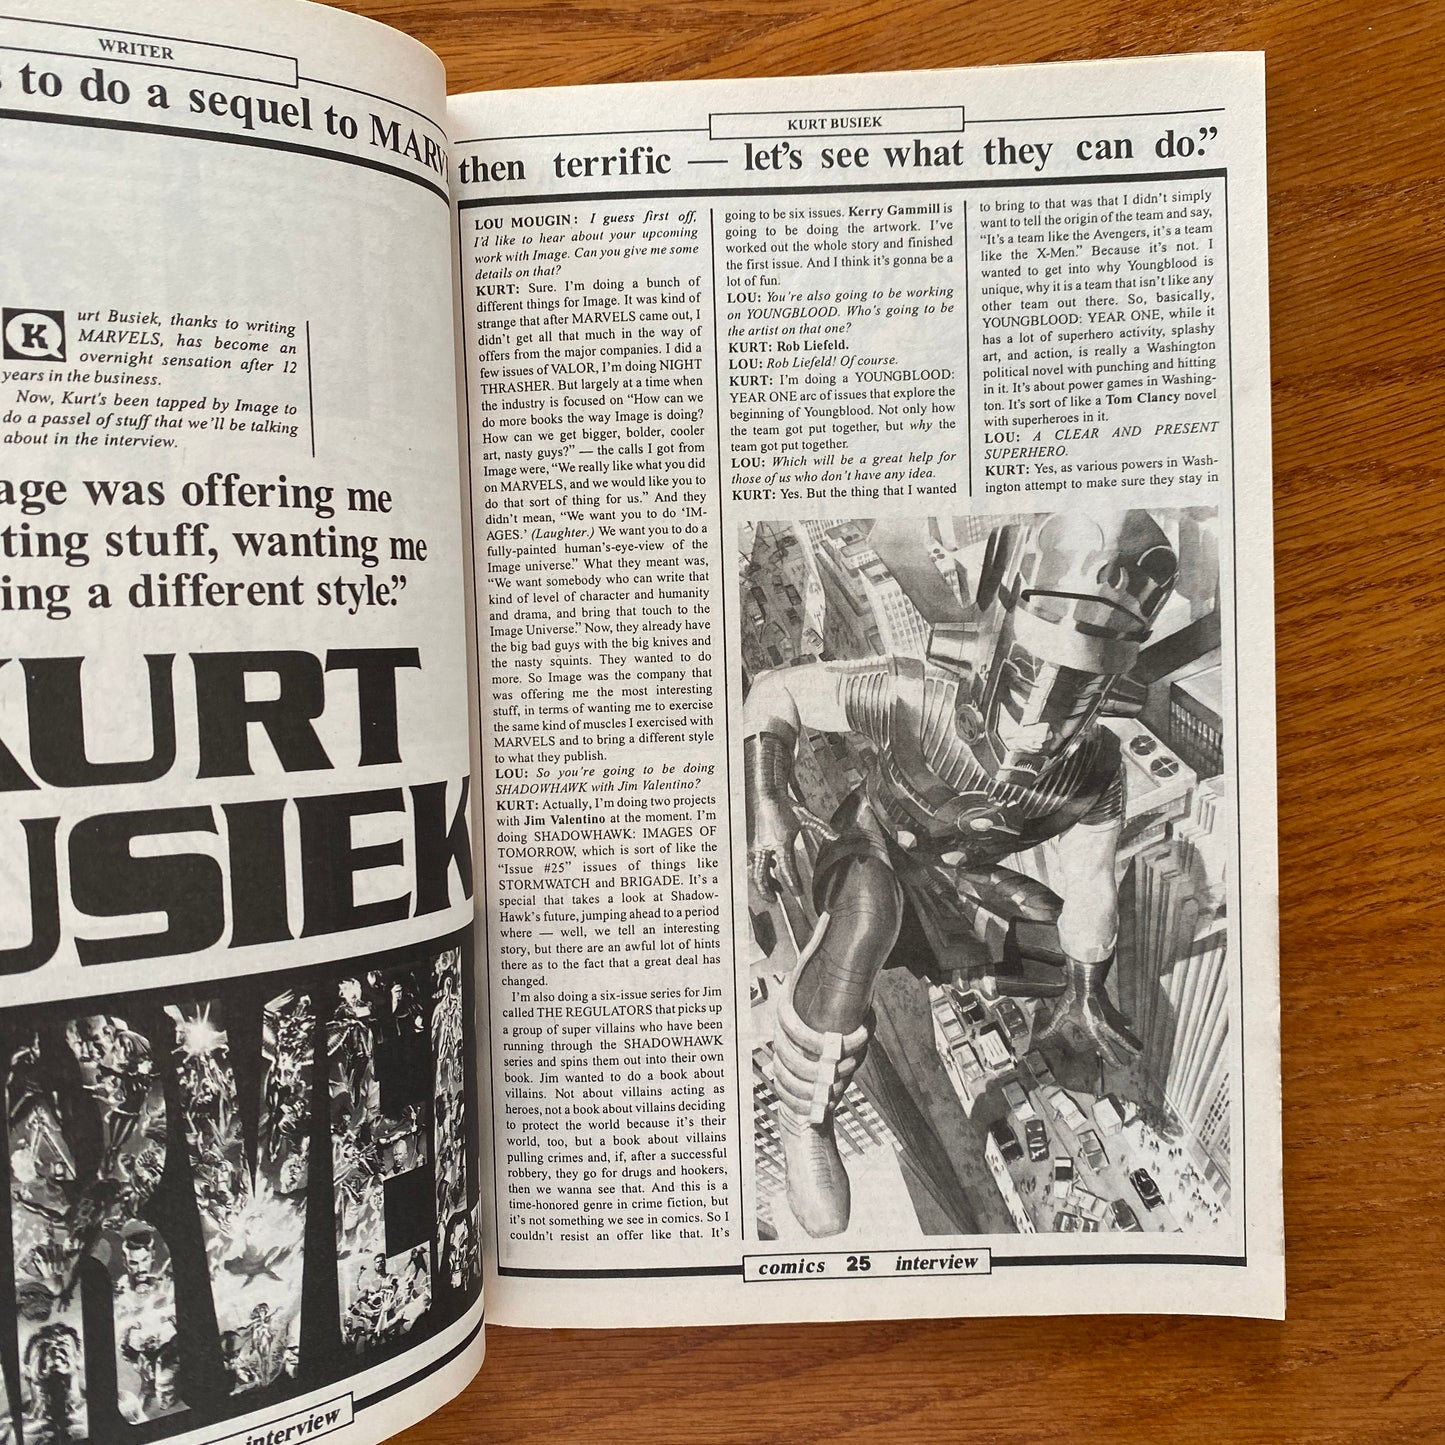 WRITER
to do a sequel to MARV
urt Busiek, thanks to writing
K
MARVELS, has become an
overnight sensation after 12
years in the business.
Now, Kurt's been tapped by Image to
do a passel of stuff that we'll be talking
about in the interview.
age was offering me
ting stuff, wanting me
ing a different style."
KURT
USIEK
interview
KURT BUSIEK
then terrific — let's see what they can do."
LOU MOUGIN: I guess first off,
I'd like to hear about your upcoming
work with Image. Can you give me some
details on that?
KURT: Sure. I'm doing a bunch of
different things for Image. It was kind of
strange that after MARVELS came out, I
didn't get all that much in the way of
offers from the major companies. I did a
few issues of VALOR, I'm doing NIGHT
THRASHER. But largely at a time when
the industry is focused on "How can we
do more books the way Image is doing?
How can we get bigger, bolder, cooler
art, nasty guys?" — the calls I got from
Image were, "We really like what you did
on MARVELS, and we would like you to
do that sort of thing for us." And they
didn't mean, "We want you to do 'IM-
AGES.' (Laughter.) We want you to do a
fully-painted human's-eye-view of the
Image universe." What they meant was,
"We want somebody who can write that
kind of level of character and humanity
and drama, and bring that touch to the
Image Universe." Now, they already have
the big bad guys with the big knives and
the nasty squints. They wanted to do
more. So Image was the company that
was offering me the most interesting
stuff, in terms of wanting me to exercise
the same kind of muscles I exercised with
MARVELS and to bring a different style
to what they publish.
LOU: So you're going to be doing
SHADOWHAWK with Jim Valentino?
KURT: Actually, I'm doing two projects
with Jim Valentino at the moment. I'm
doing SHADOWHAWK: IMAGES OF
TOMORROW, which is sort of like the
"Issue #25" issues of things like
STORMWATCH and BRIGADE. It's a
special that takes a look at Shadow-
Hawk's future, jumping ahead to a period
where — well, we tell an interesting
story, but there are an awful lot of hints
there as to the fact that a great deal has
changed.
I'm also doing a six-issue series for Jim
called THE REGULATORS that picks up
a group of super villains who have been
running through the SHADOWHAWK
series and spins them out into their own
book. Jim wanted to do a book about
villains. Not about villains acting as
heroes, not a book about villains deciding
to protect the world because it's their
world, too, but a book about villains
pulling crimes and, if, after a successful
robbery, they go for drugs and hookers,
then we wanna see that. And this is a
time-honored genre in crime fiction, but
it's not something we see in comics. So I
couldn't resist an offer like that. It's
going to be six issues. Kerry Gammill is
going to be doing the artwork. I've
worked out the whole story and finished
the first issue. And I think it's gonna be a
lot of fun.
LOU: You're also going to be working
on YOUNGBLOOD. Who's going to be
the artist on that one?
KURT: Rob Liefeld.
LOU: Rob Liefeld! Of course.
KURT: I'm doing a YOUNGBLOOD:
YEAR ONE arc of issues that explore the
beginning of Youngblood. Not only how
the team got put together, but why the
team got put together.
LOU: Which will be a great help for
those of us who don't have any idea.
KURT: Yes. But the thing that I wanted
to bring to that was that I didn't simply
want to tell the origin of the team and say,
"It's a team like the Avengers, it's a team
like the X-Men." Because it's not. I
wanted to get into why Youngblood is
unique, why it is a team that isn't like any
other team out there. So, basically,
YOUNGBLOOD: YEAR ONE, while it
has a lot of superhero activity, splashy
art, and action, is really a Washington
political novel with punching and hitting
in it. It's about power games in Washing-
ton. It's sort of like a Tom Clancy novel
with superheroes in it.
LOU: A CLEAR AND PRESENT
SUPERHERO.
KURT: Yes, as various powers in Wash-
ington attempt to make sure they stay in
comics 25 interview